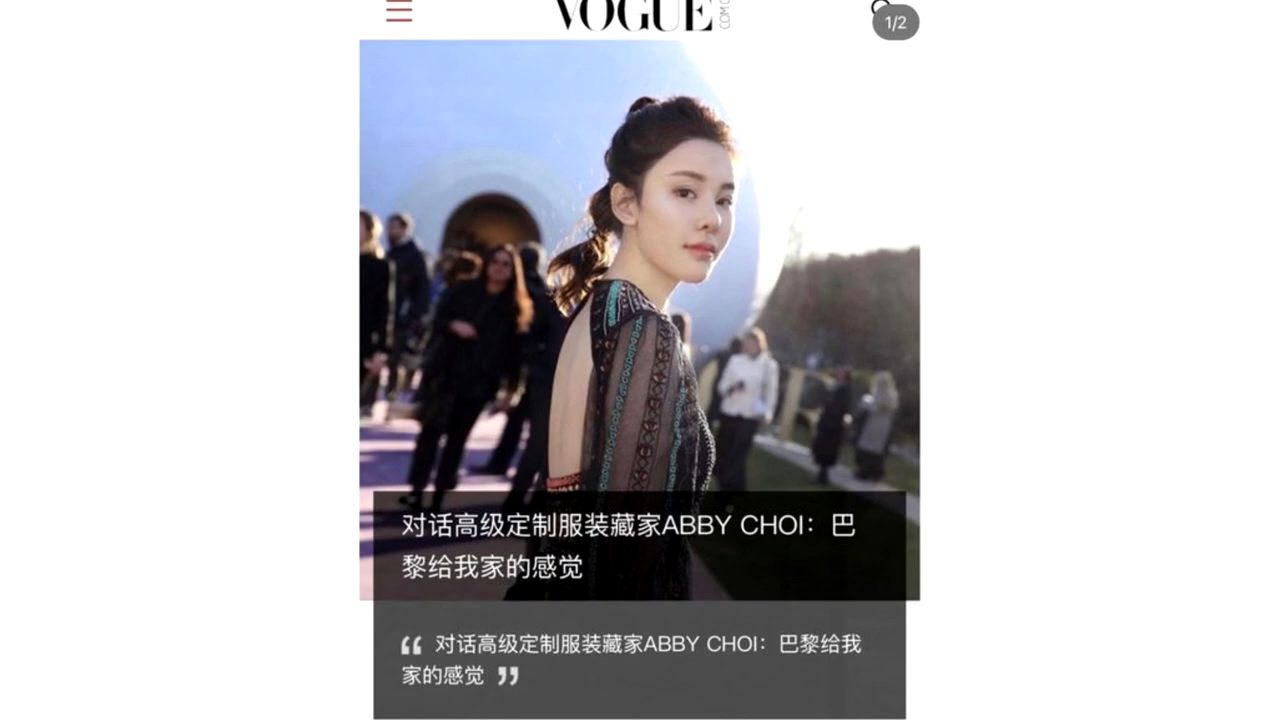 VOGUE
COM.C
1/2
对话高级定制服装藏家ABBY CHOI：巴
黎给我家的感觉
“ 对话高级定制服装藏家ABBY CHOI：巴黎给我
家的感觉 ”